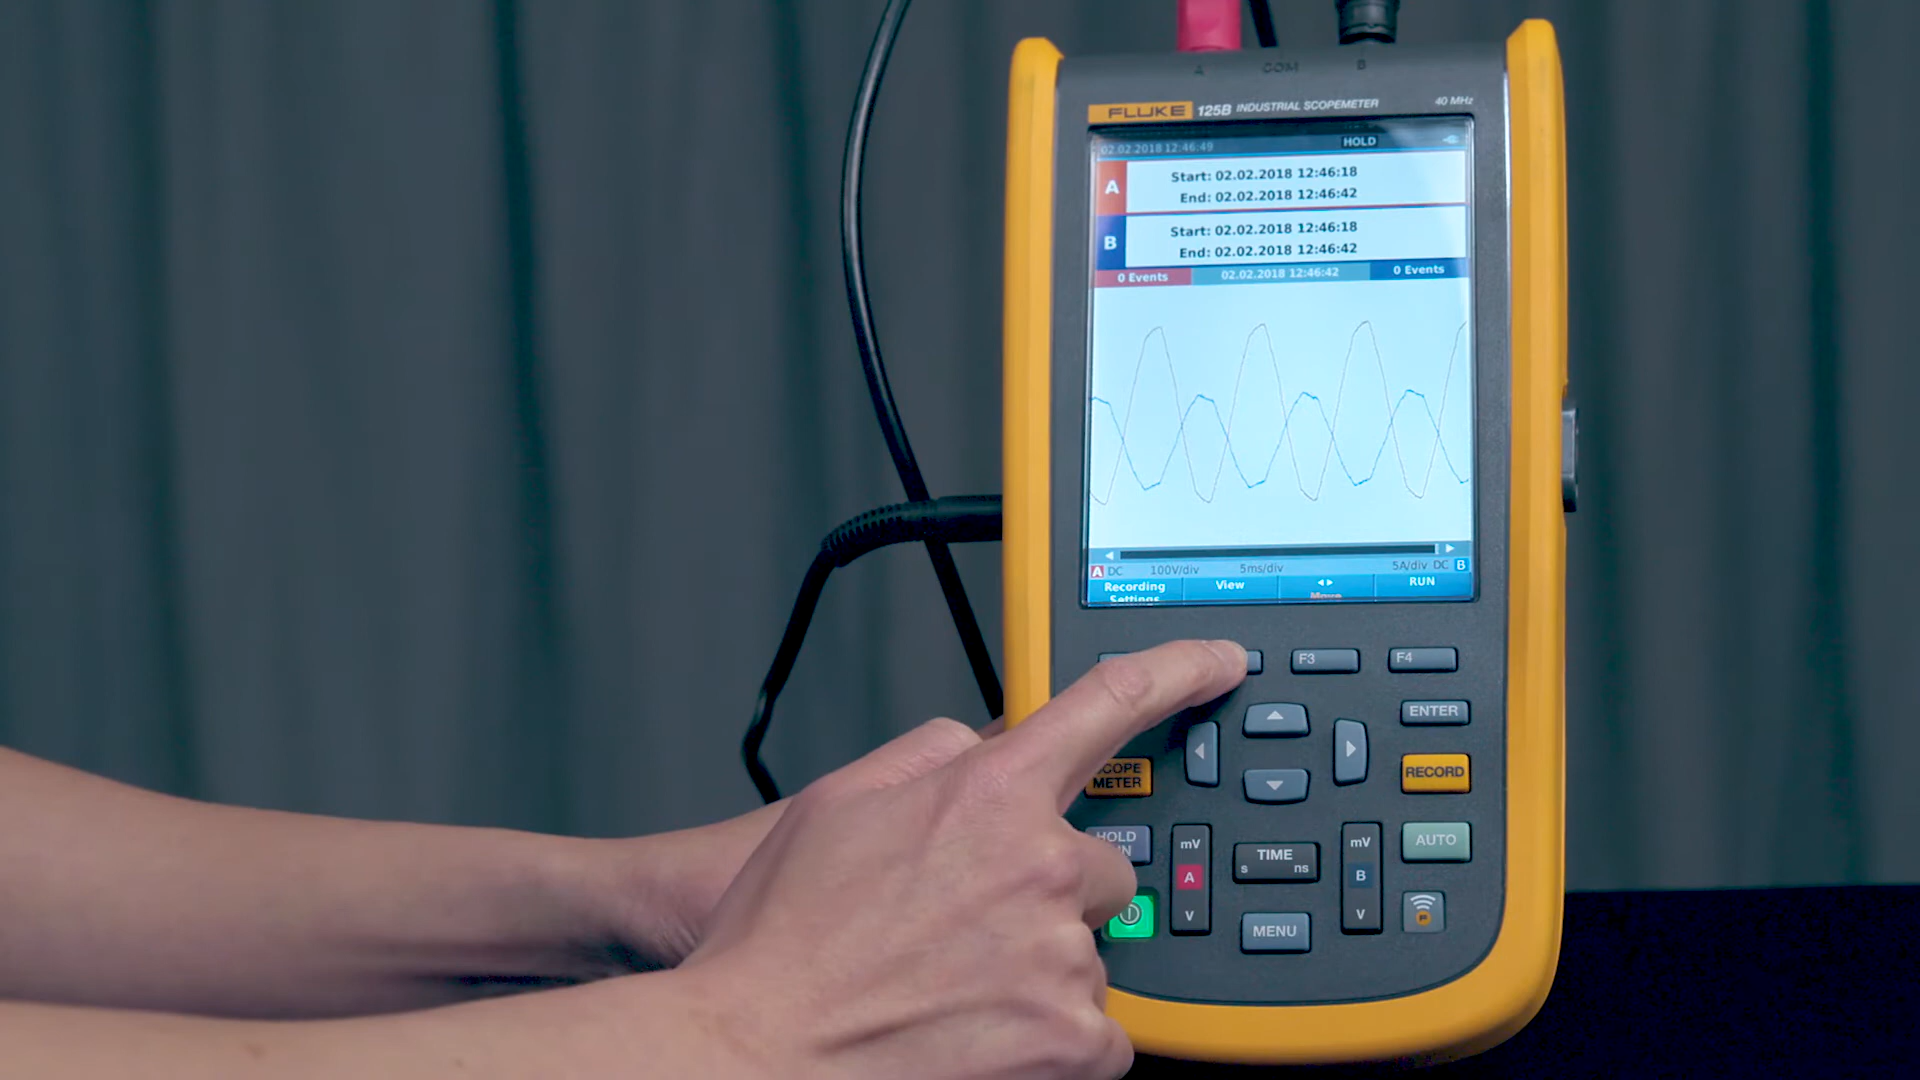 A COM B
FLUKE 125B INDUSTRIAL SCOPEMETER 40 MHz
02.02.2018 12:46:49 HOLD
A Start: 02.02.2018 12:46:18
End: 02.02.2018 12:46:42
B Start: 02.02.2018 12:46:18
End: 02.02.2018 12:46:42
0 Events 02.02.2018 12:46:42 0 Events
A DC 100V/div 5ms/div 5A/div DC B
Recording View RUN
Settings Move
F3 F4
ENTER
SCOPE RECORD
METER
HOLD mV TIME mV AUTO
A s ns B
V V
MENU